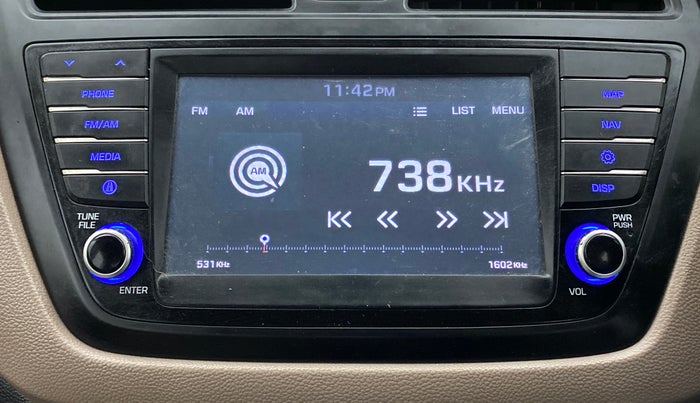 11:42 PM
FM AM LIST MENU
AM
738 KHz
531 KHz 1602 KHz
PHONE
FM/AM
MEDIA
TUNE
FILE
ENTER
MAP
NAV
DISP
PWR
PUSH
VOL